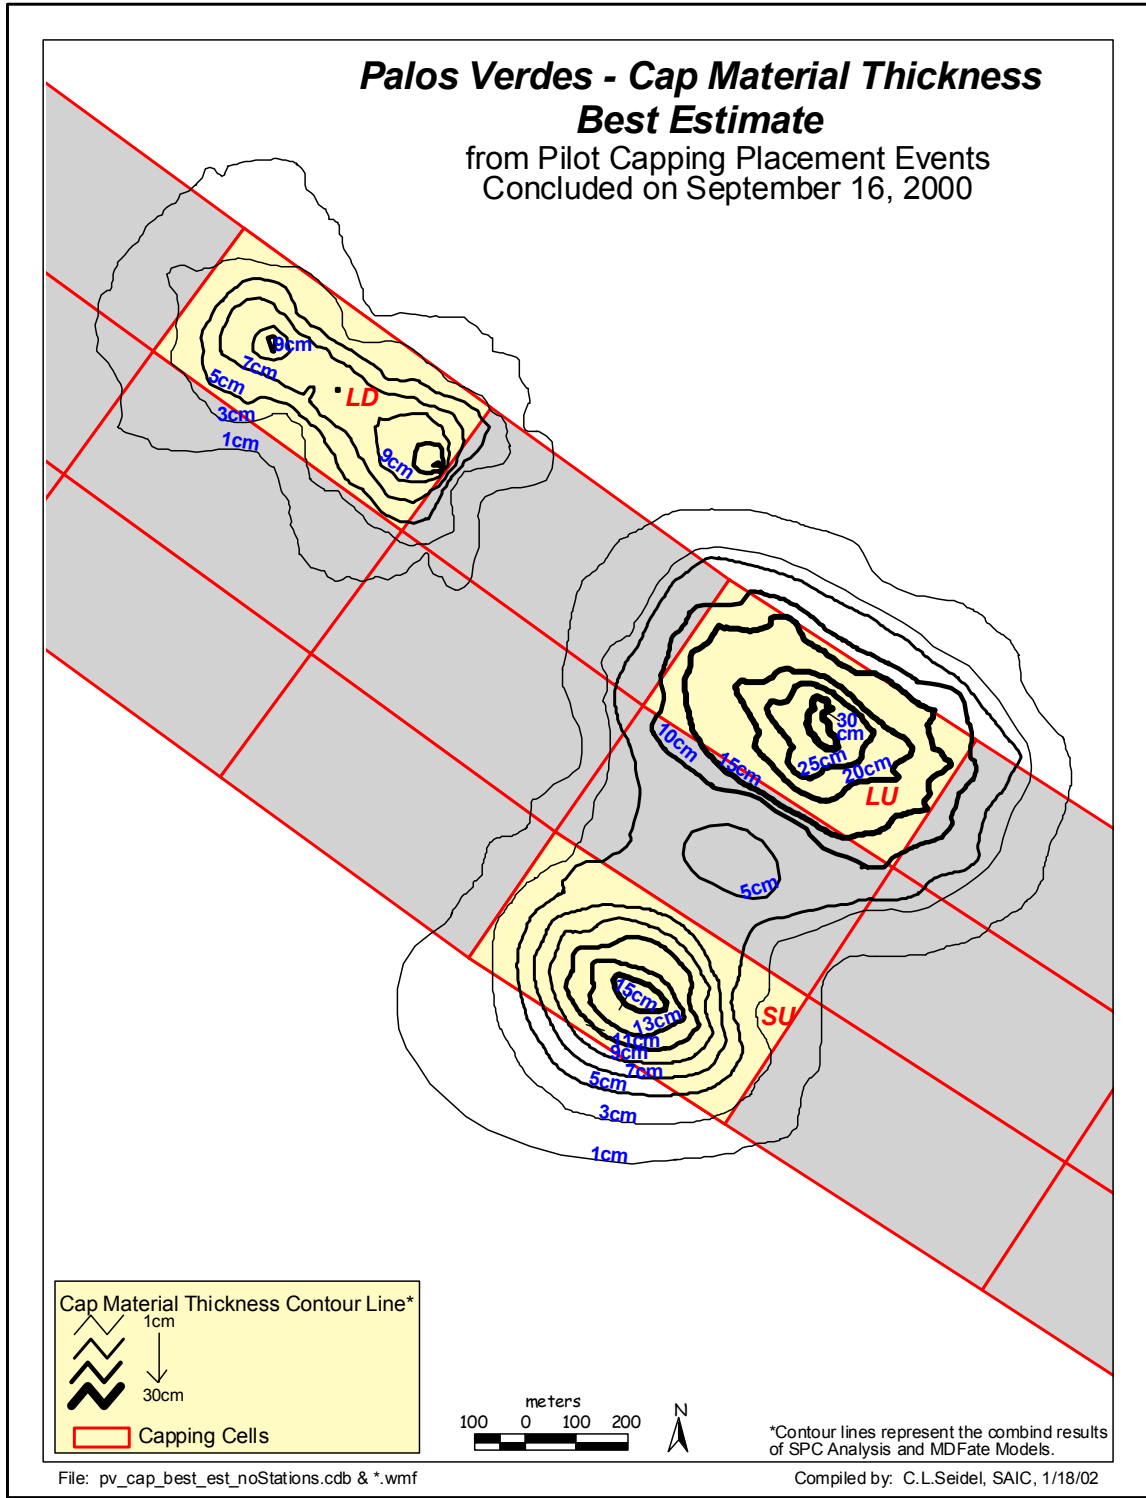 Palos Verdes - Cap Material Thickness
Best Estimate
from Pilot Capping Placement Events
Concluded on September 16, 2000
9cm
7cm
5cm
LD
3cm
1cm
9cm
30
cm
10cm
15cm
25cm
20cm
LU
5cm
15cm
13cm
SU
11cm
9cm
7cm
5cm
3cm
1cm
Cap Material Thickness Contour Line*
1cm
30cm
Capping Cells
meters
100 0 100 200
N
*Contour lines represent the combind results
of SPC Analysis and MDFate Models.
File: pv_cap_best_est_noStations.cdb & *.wmf
Compiled by: C.L.Seidel, SAIC, 1/18/02